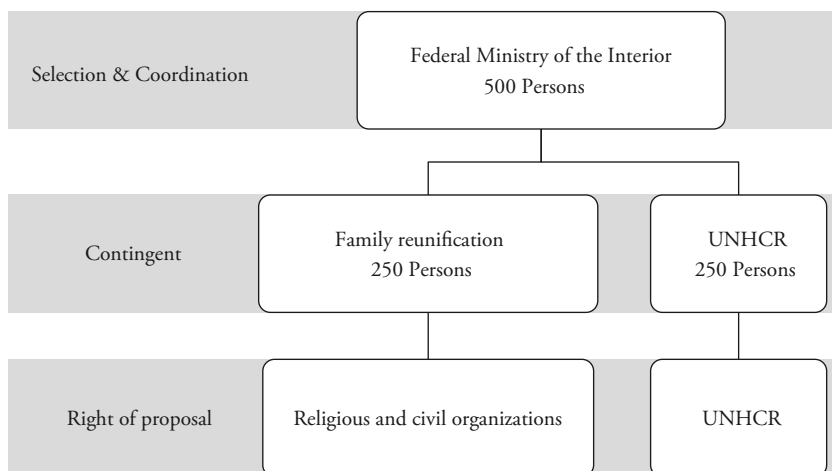 Selection & Coordination
Federal Ministry of the Interior
500 Persons
Contingent
Family reunification
250 Persons
UNHCR
250 Persons
Right of proposal
Religious and civil organizations
UNHCR